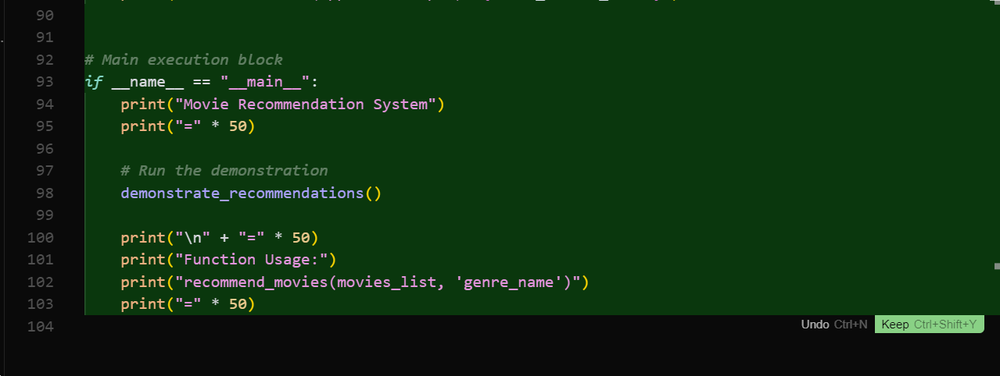 90
91
92 # Main execution block
93 if __name__ == "__main__":
94     print("Movie Recommendation System")
95     print("=" * 50)
96
97     # Run the demonstration
98     demonstrate_recommendations()
99
100     print("\n" + "=" * 50)
101     print("Function Usage:")
102     print("recommend_movies(movies_list, 'genre_name')")
103     print("=" * 50)
104
Undo Ctrl+N Keep Ctrl+Shift+Y